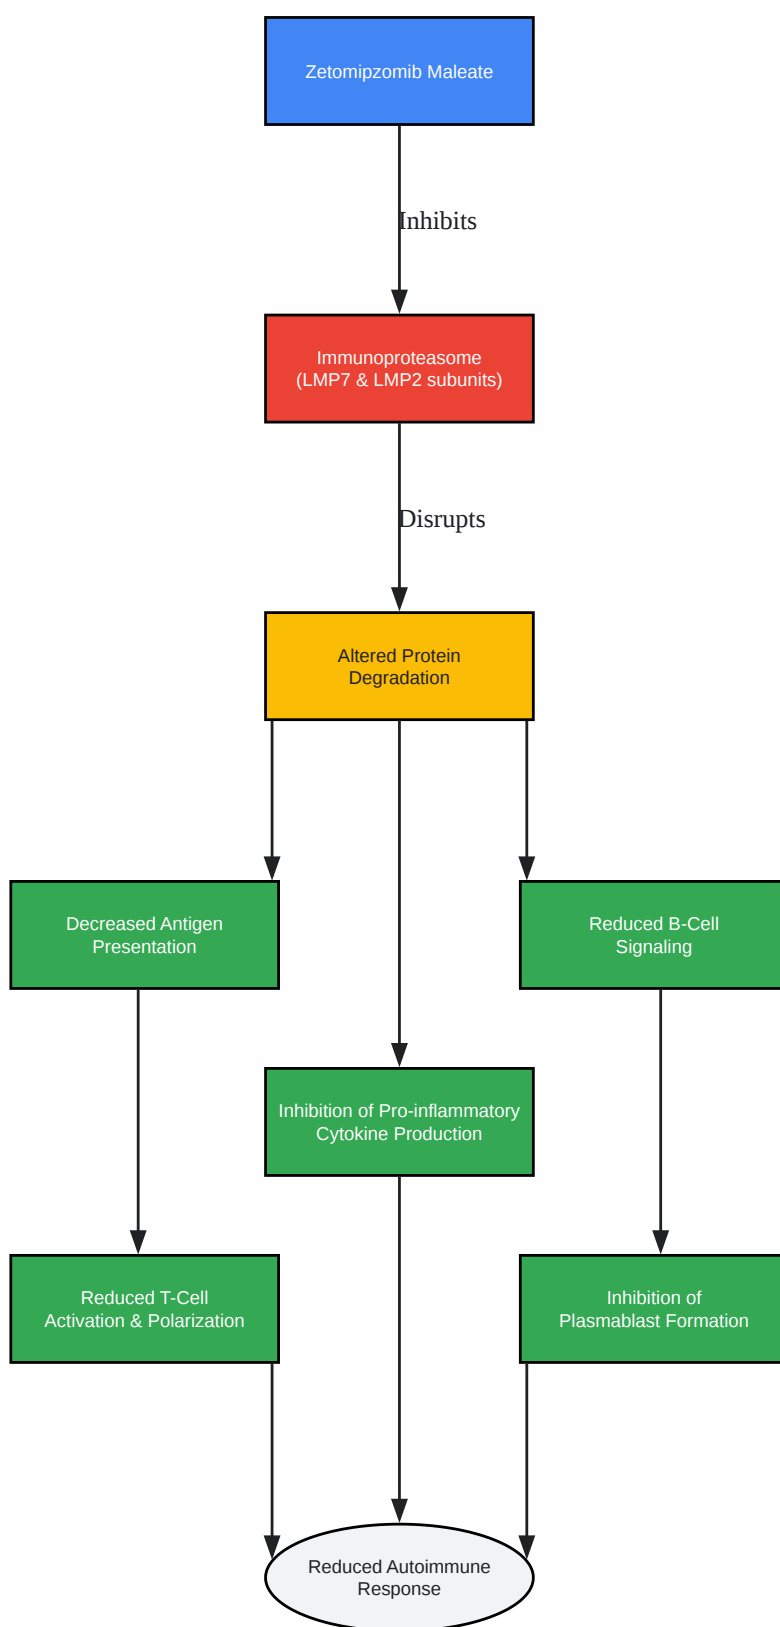 Zetomipzomib Maleate
Inhibits
Immunoproteasome
(LMP7 & LMP2 subunits)
Disrupts
Altered Protein
Degradation
Decreased Antigen
Presentation
Reduced B-Cell
Signaling
Inhibition of Pro-inflammatory
Cytokine Production
Reduced T-Cell
Activation & Polarization
Inhibition of
Plasmablast Formation
Reduced Autoimmune
Response